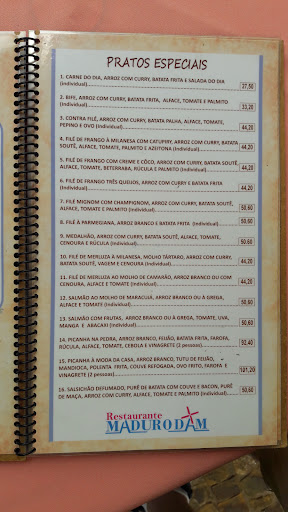 PRATOS ESPECIAIS
1. CARNE DO DIA, ARROZ COM CURRY, BATATA FRITA E SALADA DO DIA
(Individual) 27,50
2. BIFE, ARROZ COM CURRY, BATATA FRITA, ALFACE, TOMATE E PALMITO
(Individual) 33,20
3. CONTRA FILÉ, ARROZ COM CURRY, BATATA PALHA, ALFACE, TOMATE,
PEPINO E OVO (Individual) 44,20
4. FILÉ DE FRANGO À MILANESA COM CATUPIRY, ARROZ COM CURRY, BATATA
SOUTÊ, ALFACE, TOMATE, PALMITO E AZEITONA (Individual) 44,20
5. FILÉ DE FRANGO COM CREME E CÔCO, ARROZ COM CURRY, BATATA SOUTÊ,
ALFACE, TOMATE, BETERRABA, RÚCULA E PALMITO (Individual) 44,20
6. FILÉ DE FRANGO TRÊS QUEIJOS, ARROZ COM CURRY E BATATA FRITA
(Individual) 44,20
7. FILÉ MIGNOM COM CHAMPIGNOM, ARROZ COM CURRY, BATATA SOUTÊ,
ALFACE, TOMATE E PALMITO (Individual) 50,60
8. FILÉ À PARMEGIANA, ARROZ BRANCO E BATATA FRITA (Individual) 50,60
9. MEDALHÃO, ARROZ COM CURRY, BATATA SOUTÊ, ALFACE, TOMATE,
CENOURA E RÚCULA (Individual) 50,60
10. FILÉ DE MERLUZA À MILANESA, MOLHO TÁRTARO, ARROZ COM CURRY,
BATATA SOUTÊ, VAGEM E CENOURA (Individual) 44,20
11. FILÉ DE MERLUZA AO MOLHO DE CAMARÃO, ARROZ BRANCO OU COM
CURRY, ALFACE E TOMATE (Individual) 44,20
12. SALMÃO AO MOLHO DE MARACUJÁ, ARROZ BRANCO OU À GREGA,
ALFACE E TOMATE (Individual) 50,60
13. SALMÃO COM FRUTAS, ARROZ BRANCO OU À GREGA, TOMATE, UVA,
MANGA E ABACAXI (Individual) 50,60
14. PICANHA NA PEDRA, ARROZ BRANCO, FEIJÃO, BATATA FRITA, FAROFA,
RÚCULA, ALFACE, TOMATE, CEBOLA E VINAGRETE (2 pessoas) 92,40
15. PICANHA À MODA DA CASA, ARROZ BRANCO, TUTU DE FEIJÃO,
MANDIOCA, POLENTA FRITA, COUVE REFOGADA, OVO FRITO, FAROFA E
VINAGRETE (2 pessoas) 101,20
16. SALSICHÃO DEFUMADO, PURÊ DE BATATA COM COUVE E BACON, PURÊ
DE MAÇA, ARROZ COM CURRY, ALFACE, TOMATE E PALMITO (Individual) 50,60
Restaurante
MADURODAM